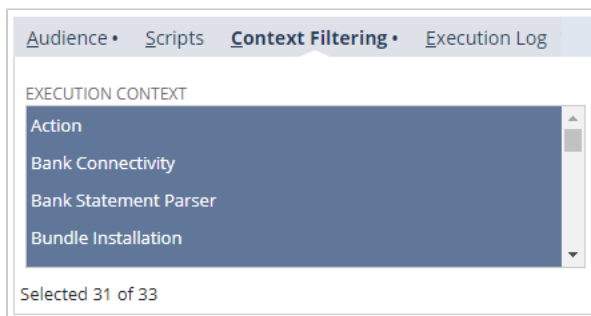 Audience • Scripts Context Filtering • Execution Log
EXECUTION CONTEXT
Action
Bank Connectivity
Bank Statement Parser
Bundle Installation
Selected 31 of 33